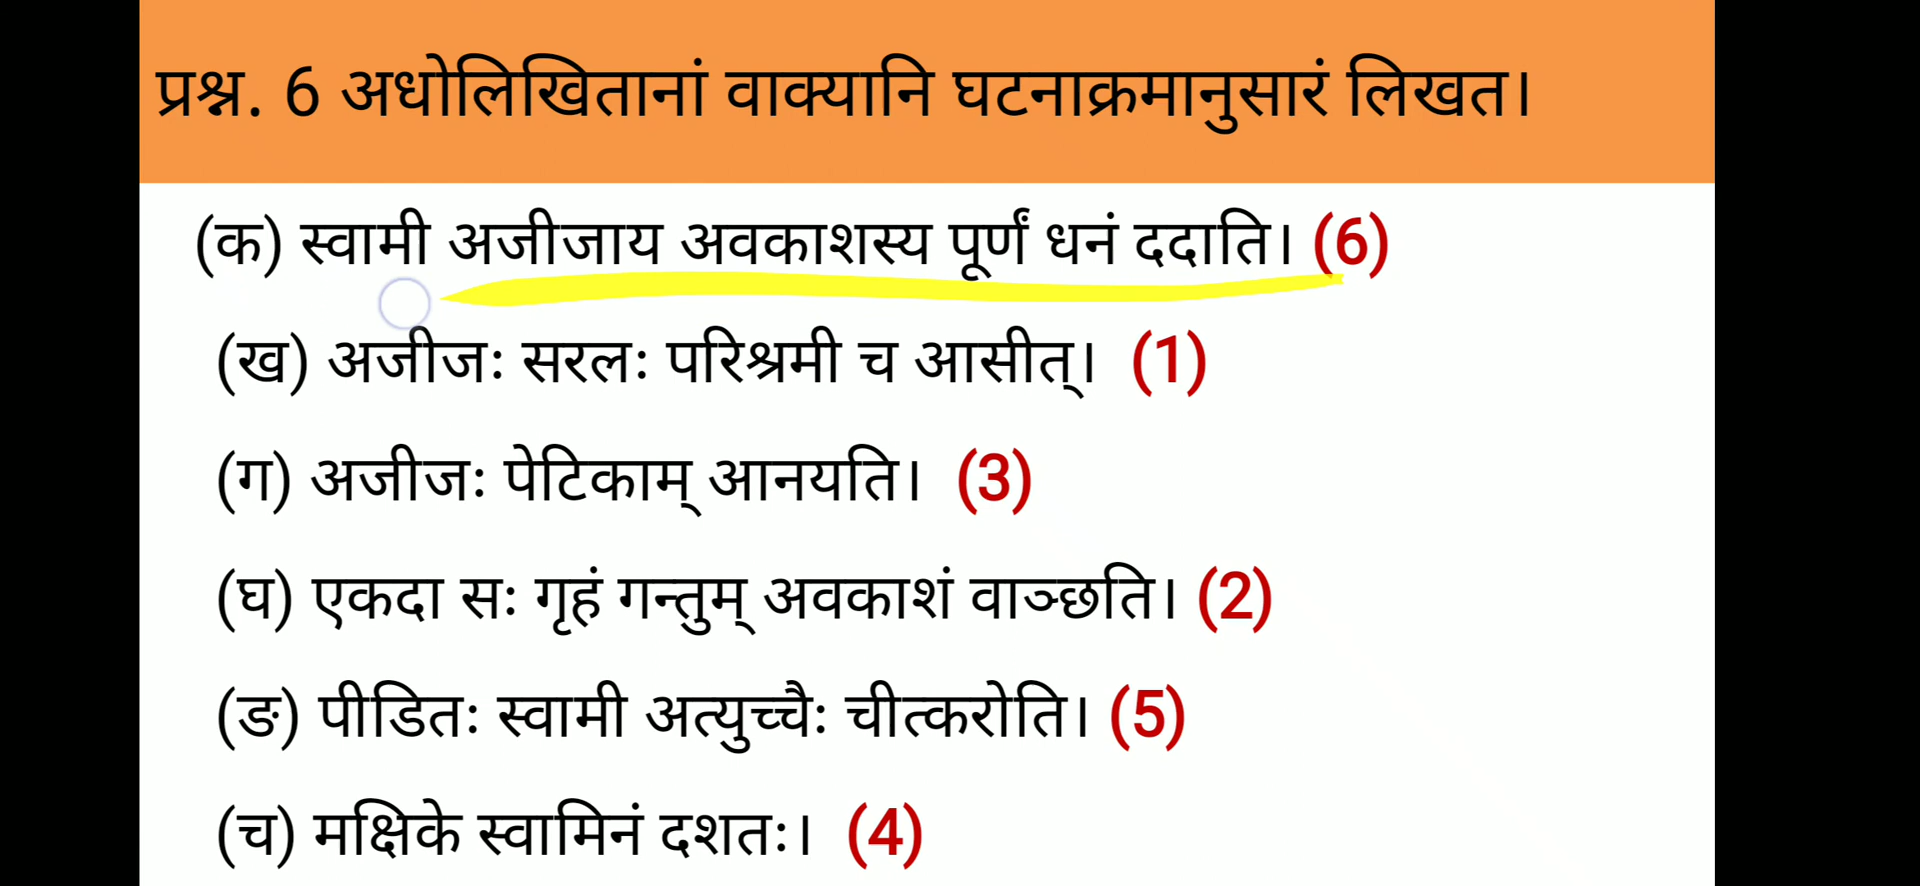 प्रश्न. 6 अधोलिखितानां वाक्यानि घटनाक्रमानुसारं लिखत।
(क) स्वामी अजीजाय अवकाशस्य पूर्णं धनं ददाति। (6)
(ख) अजीजः सरलः परिश्रमी च आसीत्। (1)
(ग) अजीजः पेटिकाम् आनयति। (3)
(घ) एकदा सः गृहं गन्तुम् अवकाशं वाञ्छति। (2)
(ङ) पीडितः स्वामी अत्युच्चैः चीत्करोति। (5)
(च) मक्षिके स्वामिनं दशतः। (4)